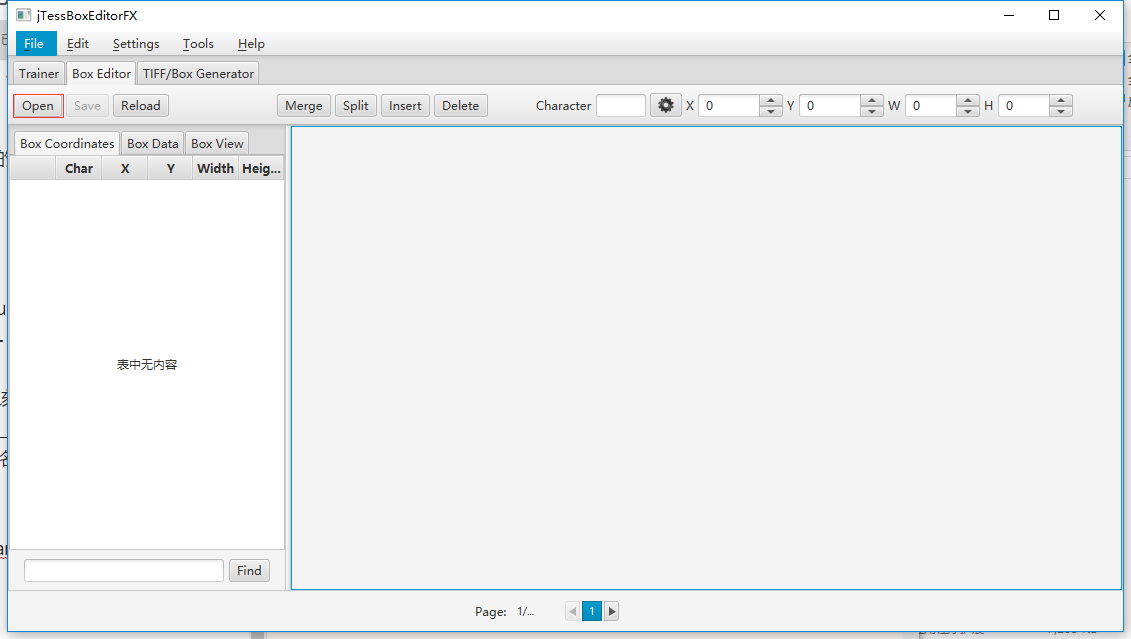 jTessBoxEditorFX
File Edit Settings Tools Help
Trainer Box Editor TIFF/Box Generator
Open Save Reload Merge Split Insert Delete Character X 0 Y 0 W 0 H 0
Box Coordinates Box Data Box View
Char X Y Width Heig...
表中无内容
Find
Page: 1/... 1